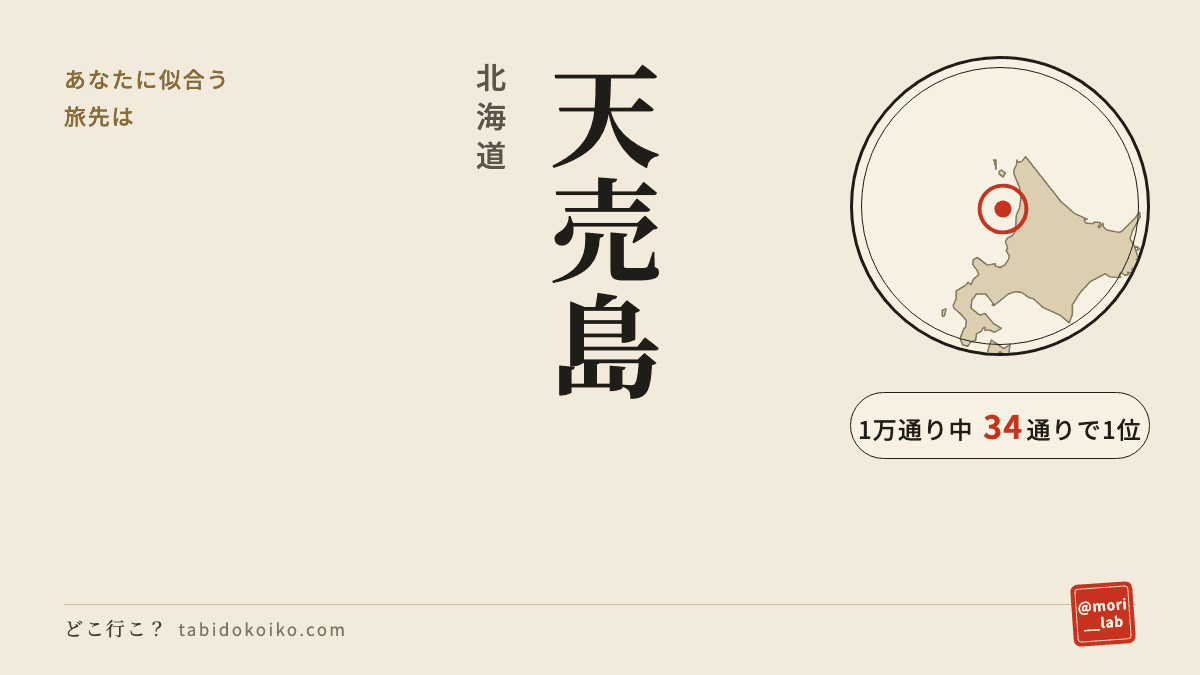 あなたに似合う
旅先は
天売島
北海道
1万通り中 34通りで1位
どこ行こ? tabidokoiko.com
@mori
__lab